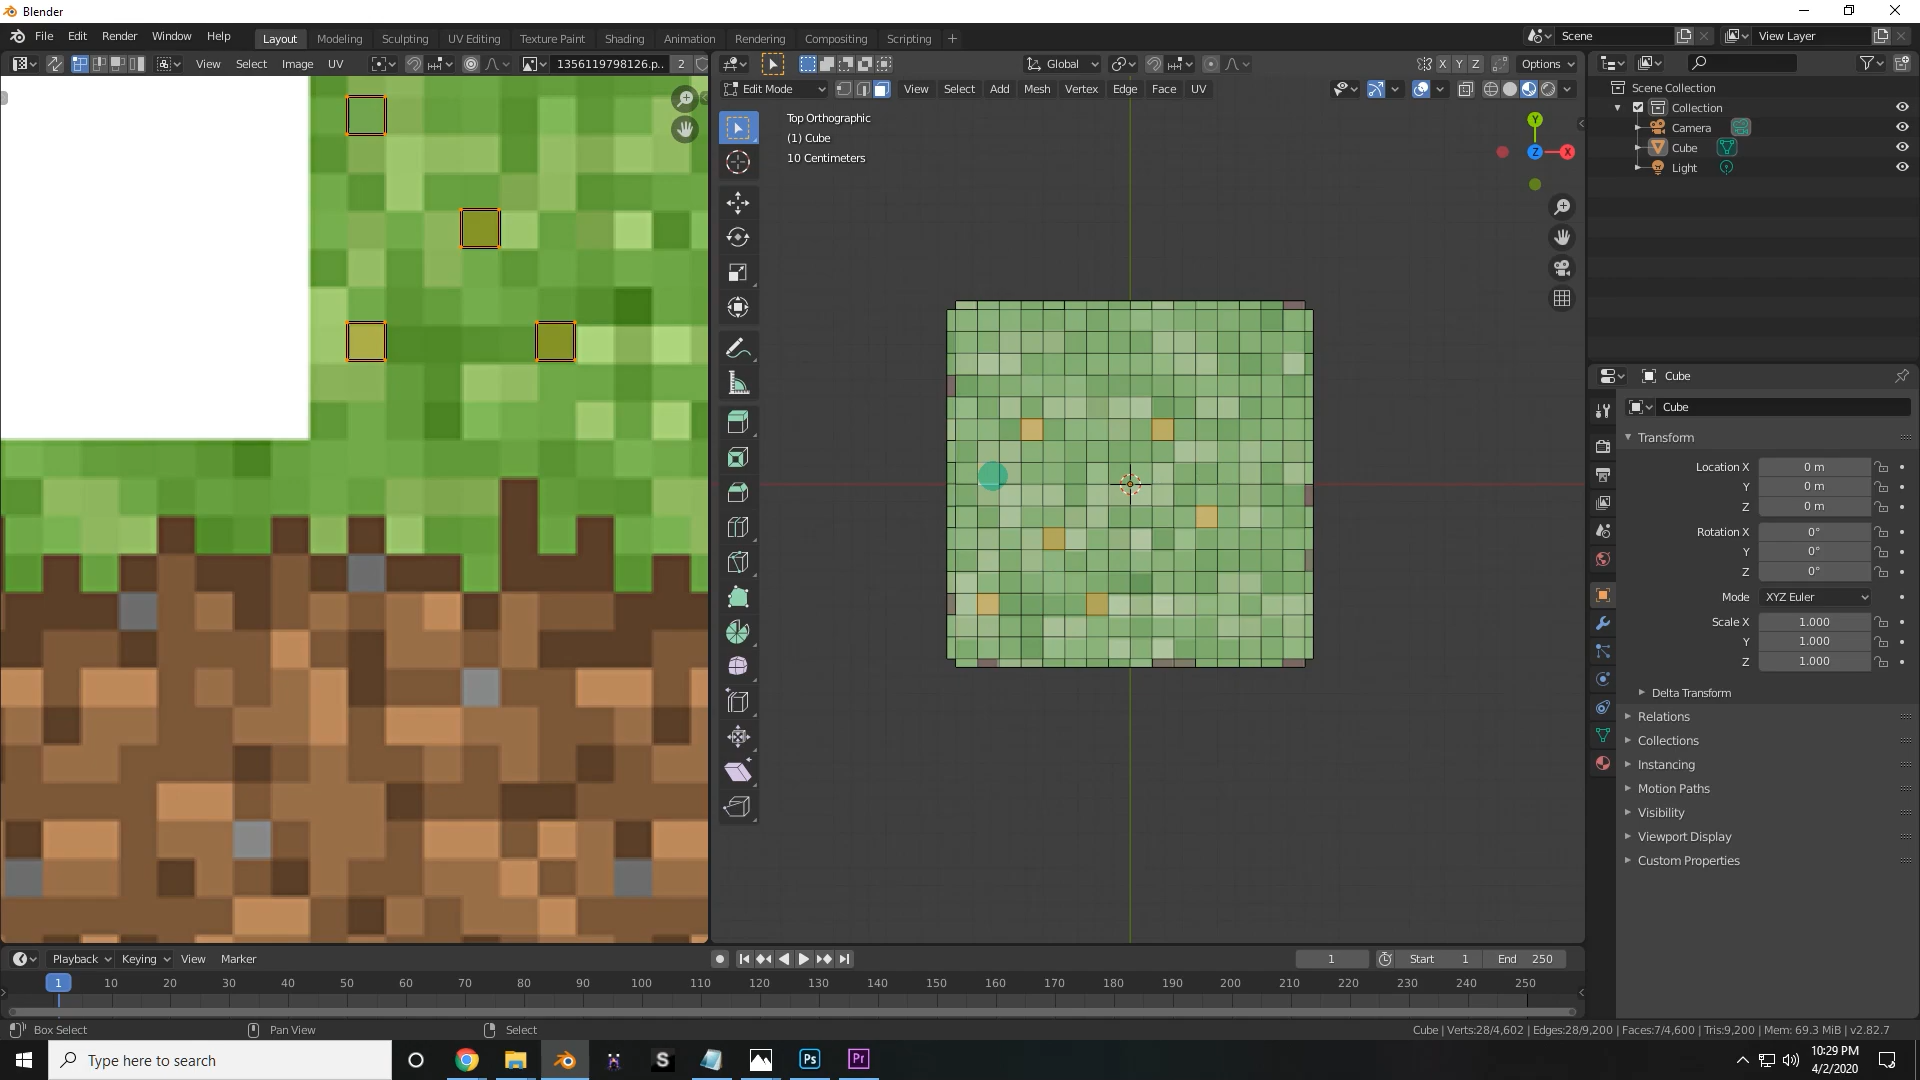 Blender
File Edit Render Window Help Layout Modeling Sculpting UV Editing Texture Paint Shading Animation Rendering Compositing Scripting + Scene View Layer
View Select Image UV 1356119798126.p.. 2 Global X Y Z Options
Edit Mode View Select Add Mesh Vertex Edge Face UV
Top Orthographic
(1) Cube
10 Centimeters
Y
Z X
Scene Collection
Collection
Camera
Cube
Light
Cube
Cube
Transform
Location X 0 m
Y 0 m
Z 0 m
Rotation X 0°
Y 0°
Z 0°
Mode XYZ Euler
Scale X 1.000
Y 1.000
Z 1.000
Delta Transform
Relations
Collections
Instancing
Motion Paths
Visibility
Viewport Display
Custom Properties
Playback Keying View Marker 1 Start 1 End 250
1 10 20 30 40 50 60 70 80 90 100 110 120 130 140 150 160 170 180 190 200 210 220 230 240 250
Box Select Pan View Select Cube | Verts:28/4,602 | Edges:28/9,200 | Faces:7/4,600 | Tris:9,200 | Mem: 69.3 MiB | v2.82.7
Type here to search S Ps Pr 10:29 PM
4/2/2020